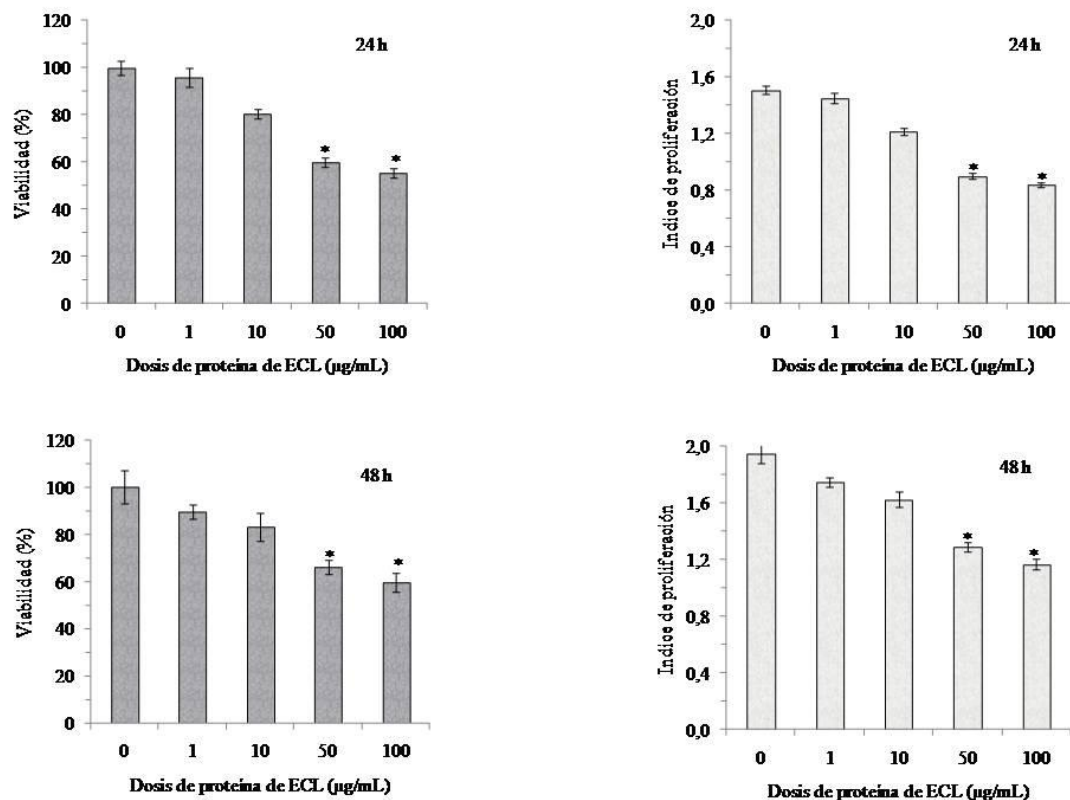 24 h
Viabilidad (%)
120
100
80
60
40
20
0
*
*
0 1 10 50 100
Dosis de proteína de ECL (µg/mL)
24 h
Indice de proliferación
2,0
1,6
1,2
0,8
0,4
0,0
*
*
0 1 10 50 100
Dosis de proteína de ECL (µg/mL)
48 h
Viabilidad (%)
120
100
80
60
40
20
0
*
*
0 1 10 50 100
Dosis de proteína de ECL (µg/mL)
48 h
Indice de proliferación
2,0
1,6
1,2
0,8
0,4
0,0
*
*
0 1 10 50 100
Dosis de proteína de ECL (µg/mL)